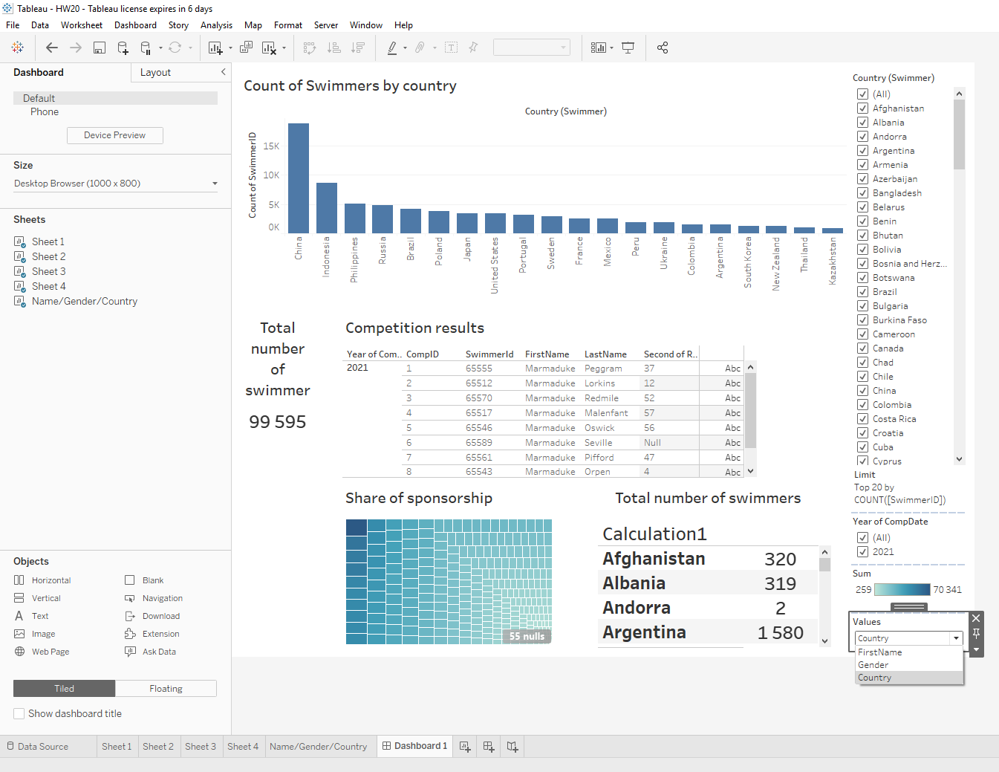 Tableau - HW20 - Tableau license expires in 6 days
File Data Worksheet Dashboard Story Analysis Map Format Server Window Help
Dashboard
Layout
Default
Phone
Device Preview
Size
Desktop Browser (1000 x 800)
Sheets
Sheet 1
Sheet 2
Sheet 3
Sheet 4
Name/Gender/Country
Objects
Horizontal
Blank
Vertical
Navigation
Text
Download
Image
Extension
Web Page
Ask Data
Tiled
Floating
Show dashboard title
Count of Swimmers by country
Country (Swimmer)
Count of SwimmerID
15K
10K
5K
0K
China
Indonesia
Philippines
Russia
Brazil
Poland
Japan
United States
Portugal
Sweden
France
Mexico
Peru
Ukraine
Colombia
Argentina
South Korea
New Zealand
Thailand
Kazakhstan
Total
number
of
swimmer
99 595
Competition results
Year of Com.. CompID SwimmerId FirstName LastName Second of R..
2021 1 65555 Marmaduke Peggram 37 Abc
2 65512 Marmaduke Lorkins 12 Abc
3 65570 Marmaduke Redmile 52 Abc
4 65517 Marmaduke Malenfant 57 Abc
5 65546 Marmaduke Oswick 56 Abc
6 65589 Marmaduke Seville Null Abc
7 65561 Marmaduke Pifford 47 Abc
8 65543 Marmaduke Orpen 4 Abc
Share of sponsorship
55 nulls
Total number of swimmers
Calculation1
Afghanistan 320
Albania 319
Andorra 2
Argentina 1 580
Country (Swimmer)
(All)
Afghanistan
Albania
Andorra
Argentina
Armenia
Azerbaijan
Bangladesh
Belarus
Benin
Bhutan
Bolivia
Bosnia and Herz...
Botswana
Brazil
Bulgaria
Burkina Faso
Cameroon
Canada
Chad
Chile
China
Colombia
Costa Rica
Croatia
Cuba
Cyprus
Limit
Top 20 by
COUNT([SwimmerID])
Year of CompDate
(All)
2021
Sum
259 70 341
Values
Country
FirstName
Gender
Country
Data Source Sheet 1 Sheet 2 Sheet 3 Sheet 4 Name/Gender/Country Dashboard 1